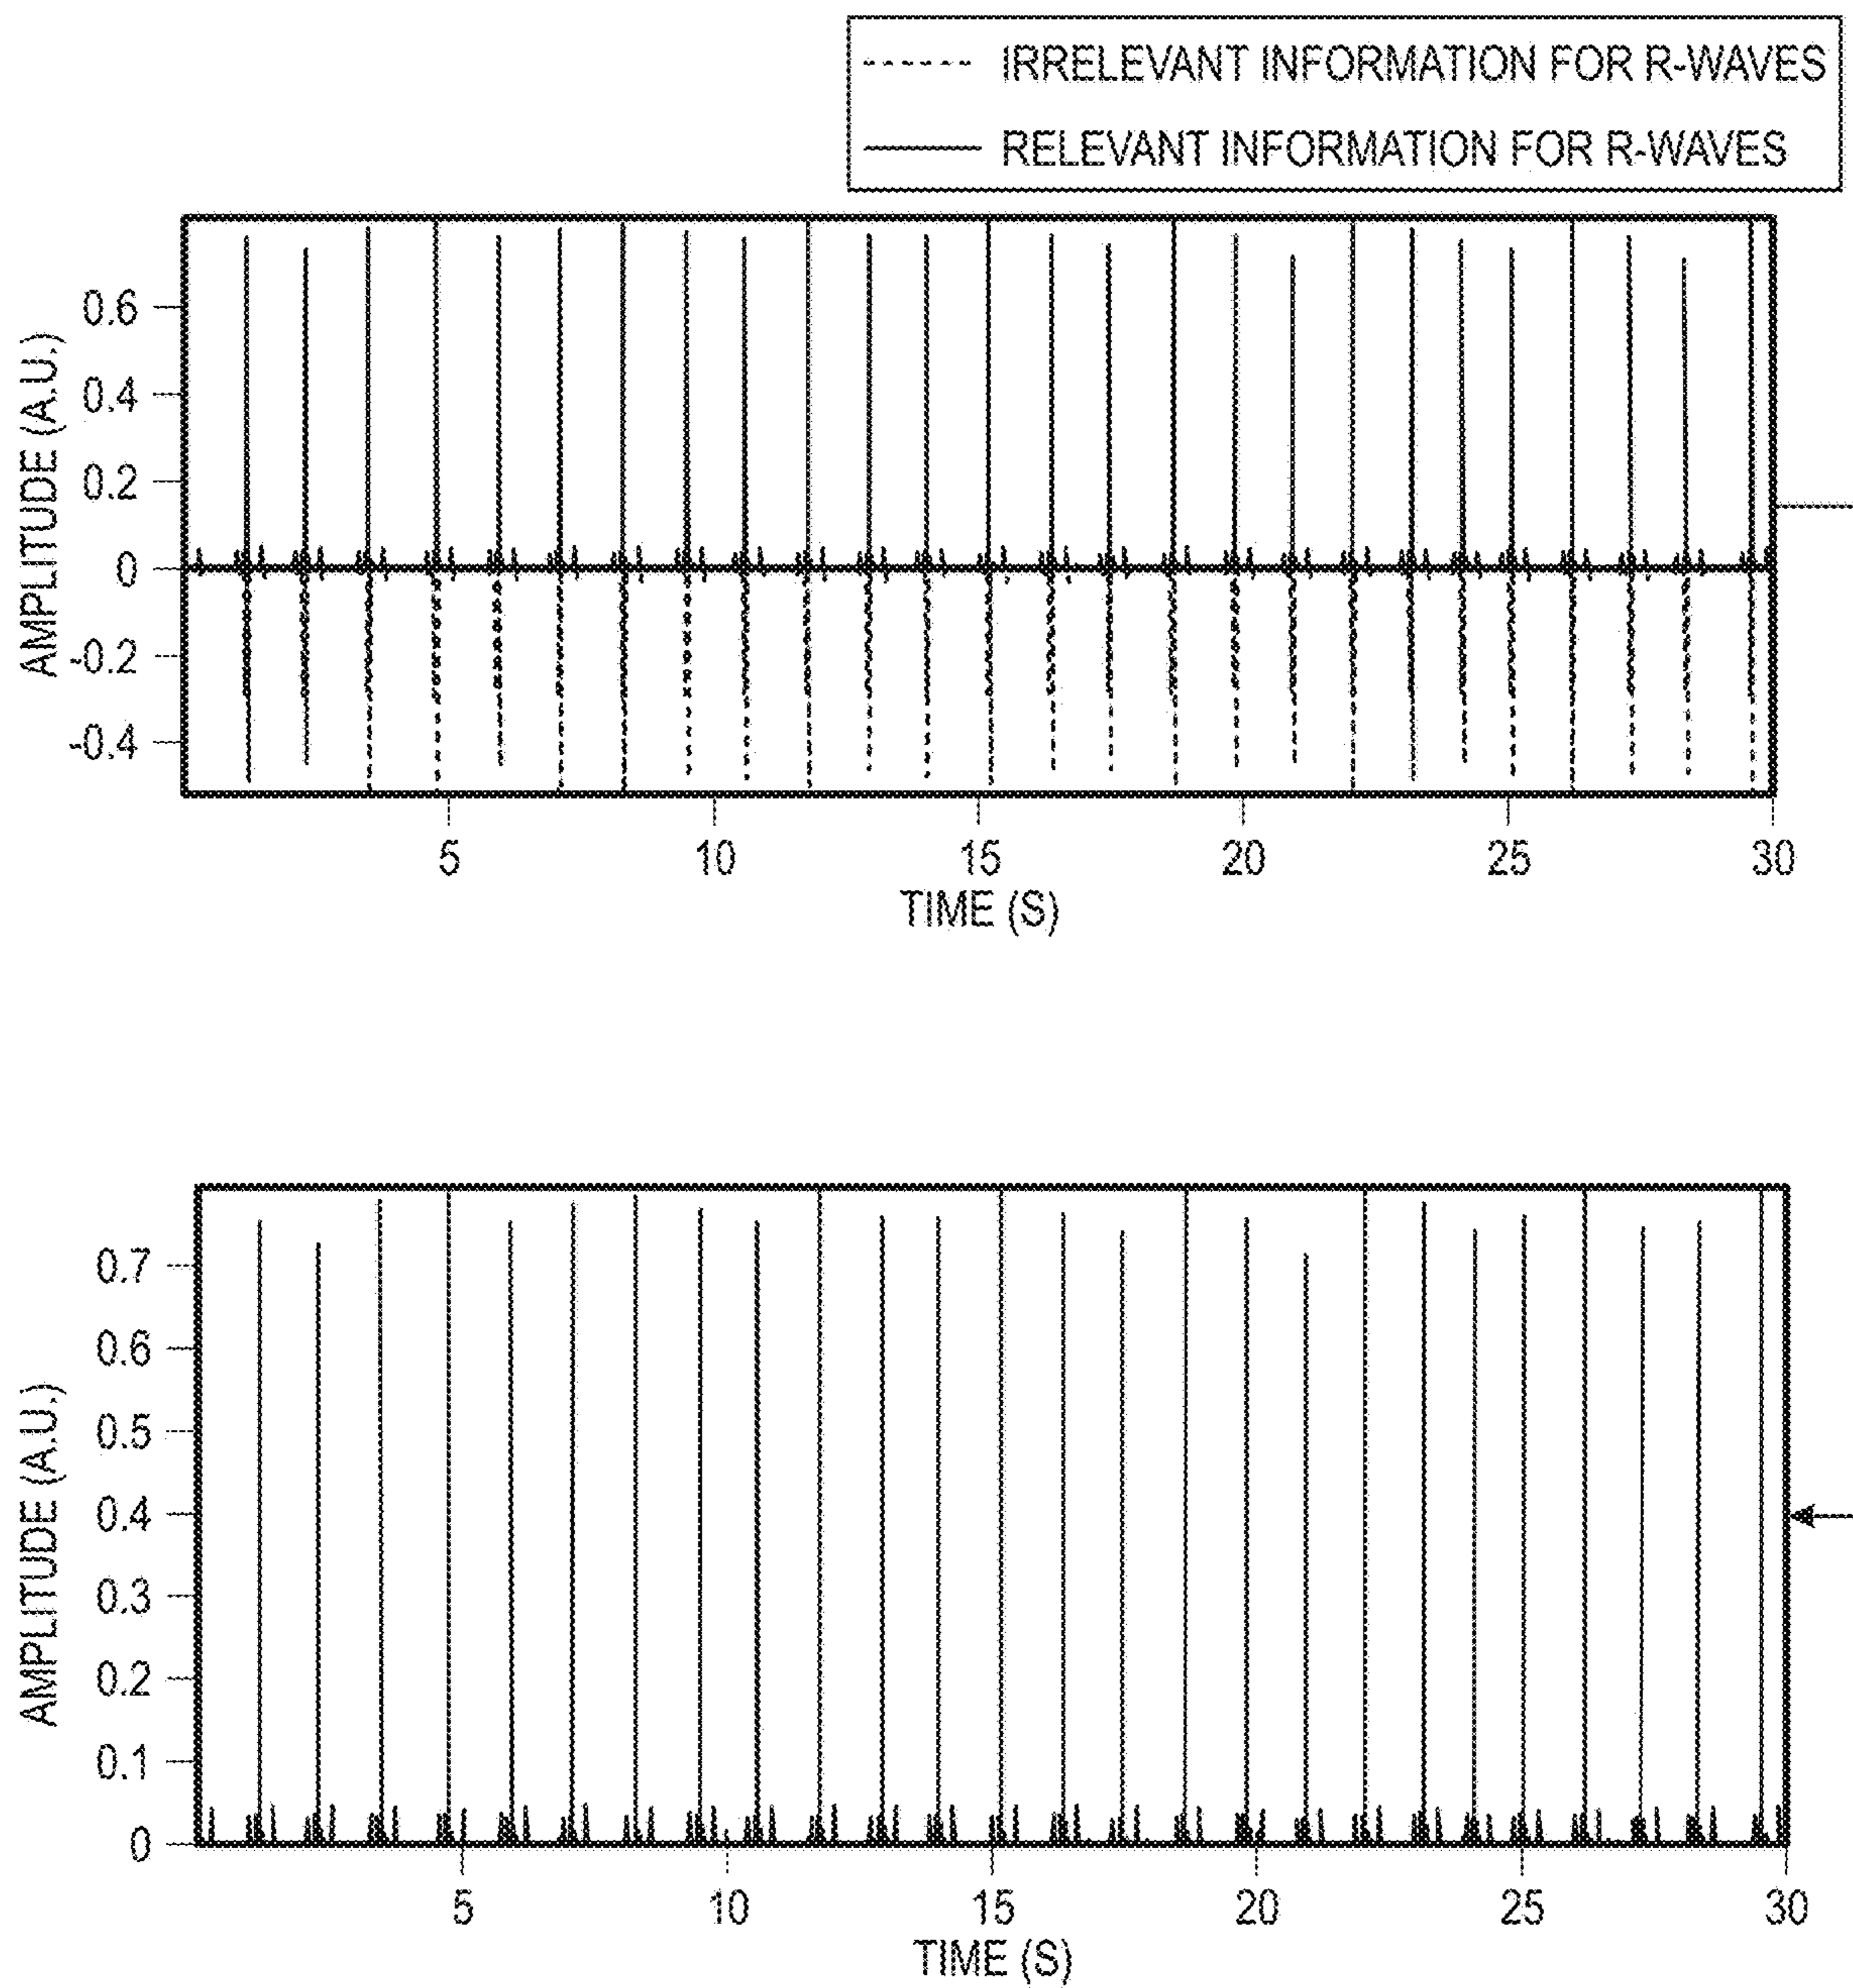 IRRELEVANT INFORMATION FOR R-WAVES
RELEVANT INFORMATION FOR R-WAVES
AMPLITUDE (A.U.)
0.6
0.4
0.2
0
-0.2
-0.4
5 10 15 20 25 30
TIME (S)
AMPLITUDE (A.U.)
0.7
0.6
0.5
0.4
0.3
0.2
0.1
0
5 10 15 20 25 30
TIME (S)